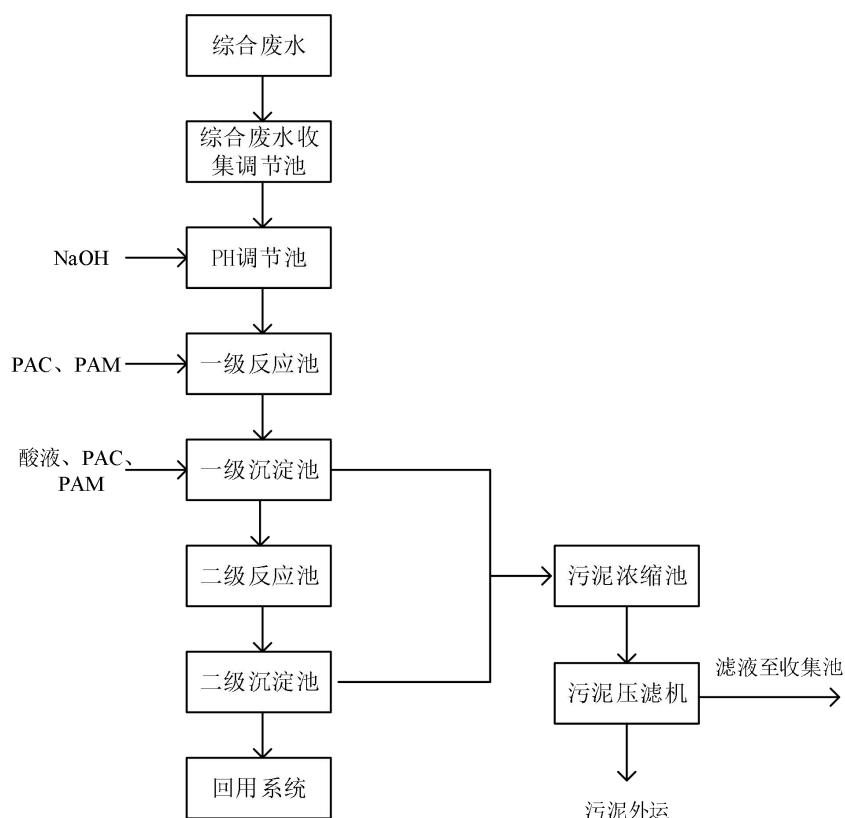 综合废水
综合废水收
集调节池
NaOH
PH调节池
PAC、PAM
一级反应池
酸液、PAC、
PAM
一级沉淀池
二级反应池
污泥浓缩池
二级沉淀池
污泥压滤机
滤液至收集池
回用系统
污泥外运